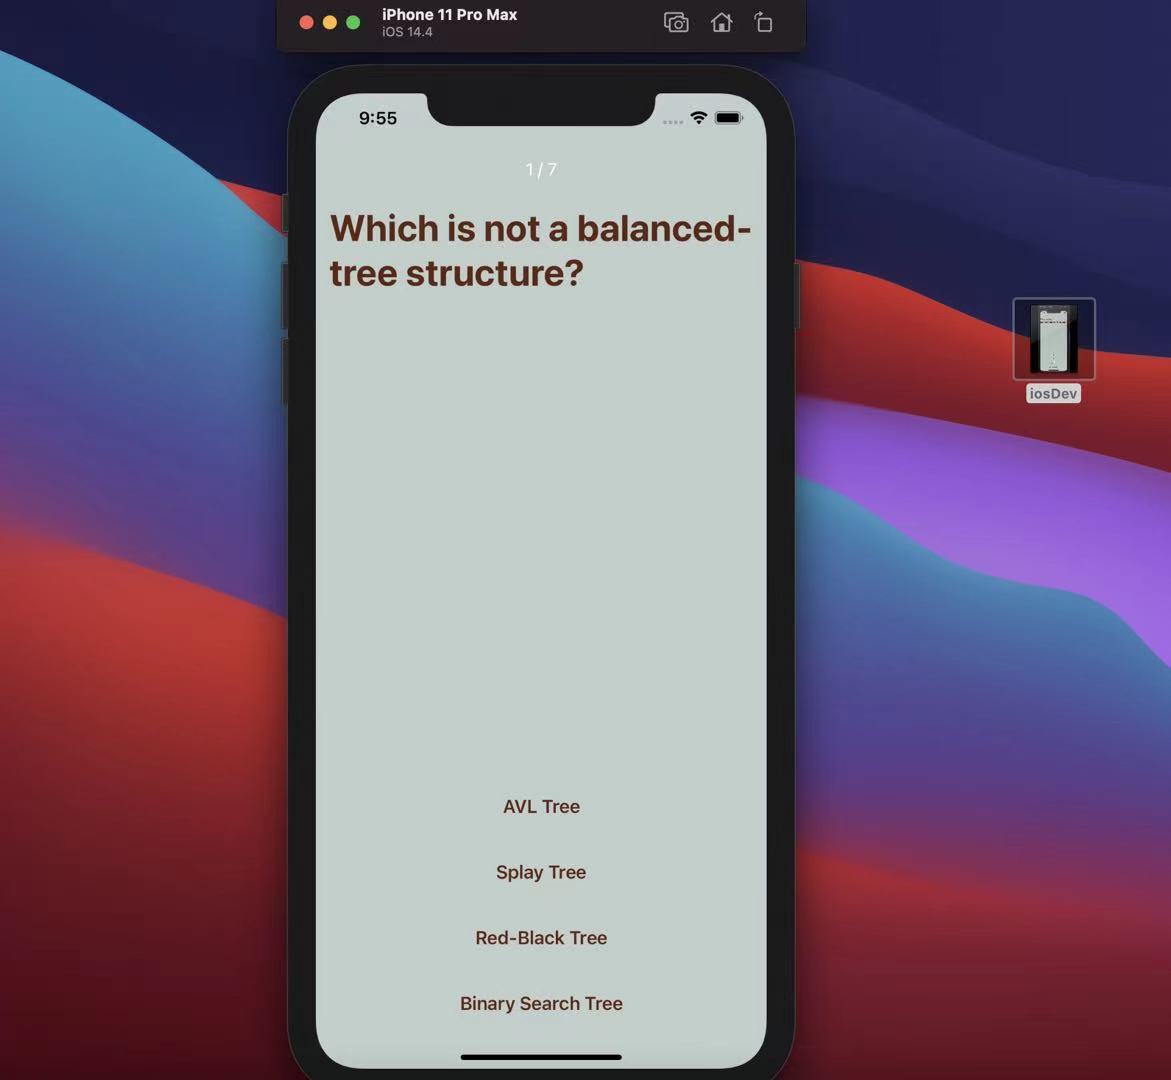 iPhone 11 Pro Max
iOS 14.4
9:55
1 / 7
Which is not a balanced-
tree structure?
iosDev
AVL Tree
Splay Tree
Red-Black Tree
Binary Search Tree